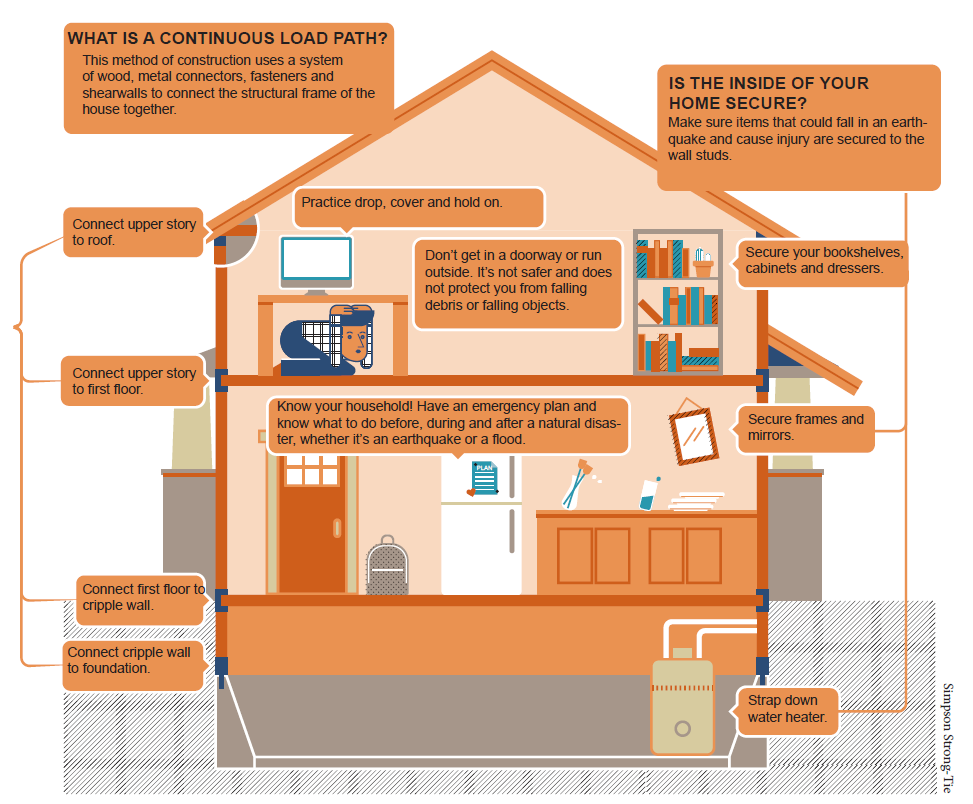 WHAT IS A CONTINUOUS LOAD PATH?
This method of construction uses a system
of wood, metal connectors, fasteners and
shearwalls to connect the structural frame of the
house together.
IS THE INSIDE OF YOUR
HOME SECURE?
Make sure items that could fall in an earth-
quake and cause injury are secured to the
wall studs.
Practice drop, cover and hold on.
Connect upper story
to roof.
Don't get in a doorway or run
outside. It's not safer and does
not protect you from falling
debris or falling objects.
Secure your bookshelves,
cabinets and dressers.
Connect upper story
to first floor.
Know your household! Have an emergency plan and
know what to do before, during and after a natural disas-
ter, whether it's an earthquake or a flood.
Secure frames and
mirrors.
PLAN
Connect first floor to
cripple wall.
Connect cripple wall
to foundation.
Strap down
water heater.
Simpson Strong-Tie